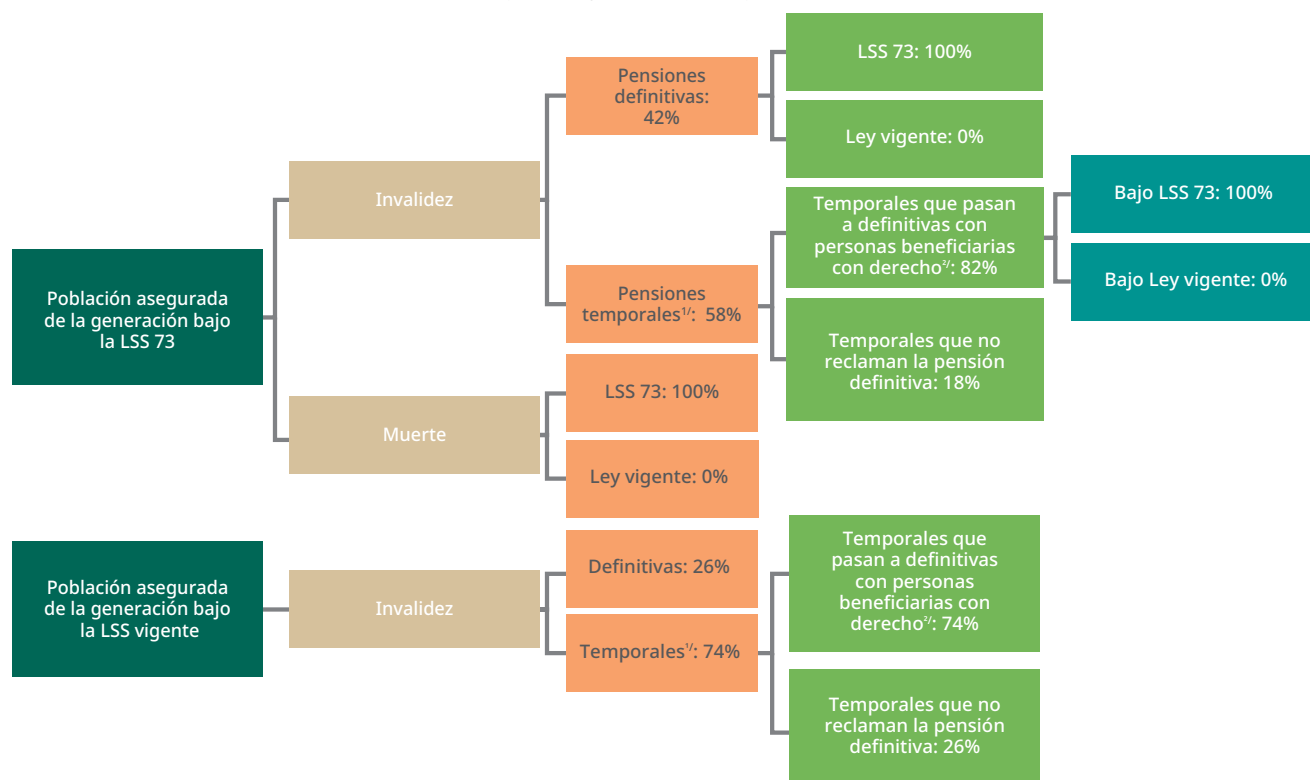 Población asegurada
de la generación bajo
la LSS 73
Invalidez
Pensiones
definitivas:
42%
LSS 73: 100%
Ley vigente: 0%
Pensiones
temporales¹/: 58%
Temporales que pasan
a definitivas con
personas beneficiarias
con derecho²/: 82%
Bajo LSS 73: 100%
Bajo Ley vigente: 0%
Temporales que no
reclaman la pensión
definitiva: 18%
Muerte
LSS 73: 100%
Ley vigente: 0%
Población asegurada
de la generación bajo
la LSS vigente
Invalidez
Definitivas: 26%
Temporales¹/: 74%
Temporales que
pasan a definitivas
con personas
beneficiarias con
derecho²/: 74%
Temporales que no
reclaman la pensión
definitiva: 26%